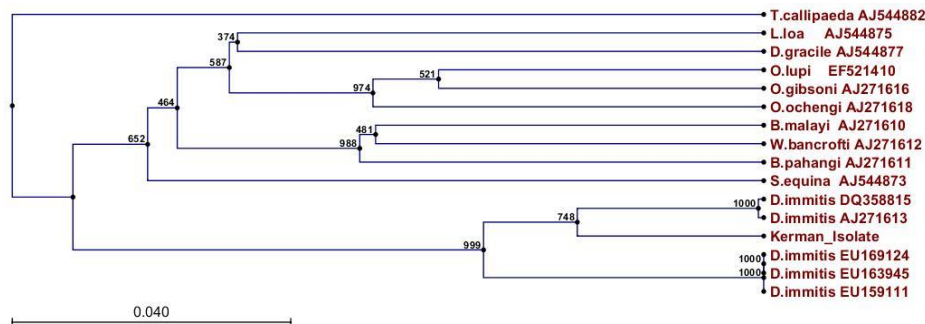 T.callipaeda AJ544882
L.loa AJ544875
374
D.gracile AJ544877
587
O.lupi EF521410
521
O.gibsoni AJ271616
974
464
O.ochengi AJ271618
B.malayi AJ271610
481
652
W.bancrofti AJ271612
988
B.pahangi AJ271611
S.equina AJ544873
D.immitis DQ358815
1000
D.immitis AJ271613
748
Kerman_Isolate
999
D.immitis EU169124
1000
D.immitis EU163945
1000
D.immitis EU159111
0.040